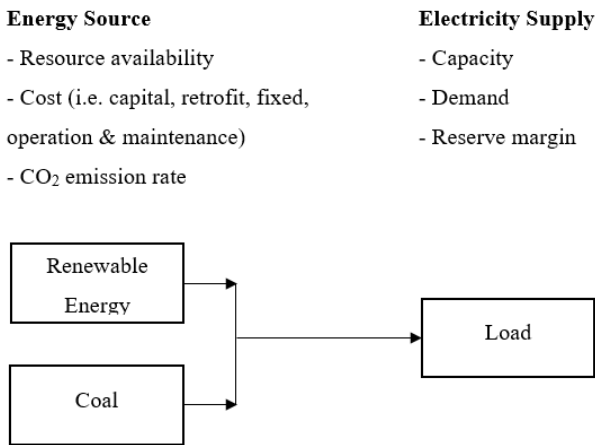 Energy Source
- Resource availability
- Cost (i.e. capital, retrofit, fixed,
operation & maintenance)
- CO₂ emission rate
Electricity Supply
- Capacity
- Demand
- Reserve margin
Renewable
Energy
Coal
Load